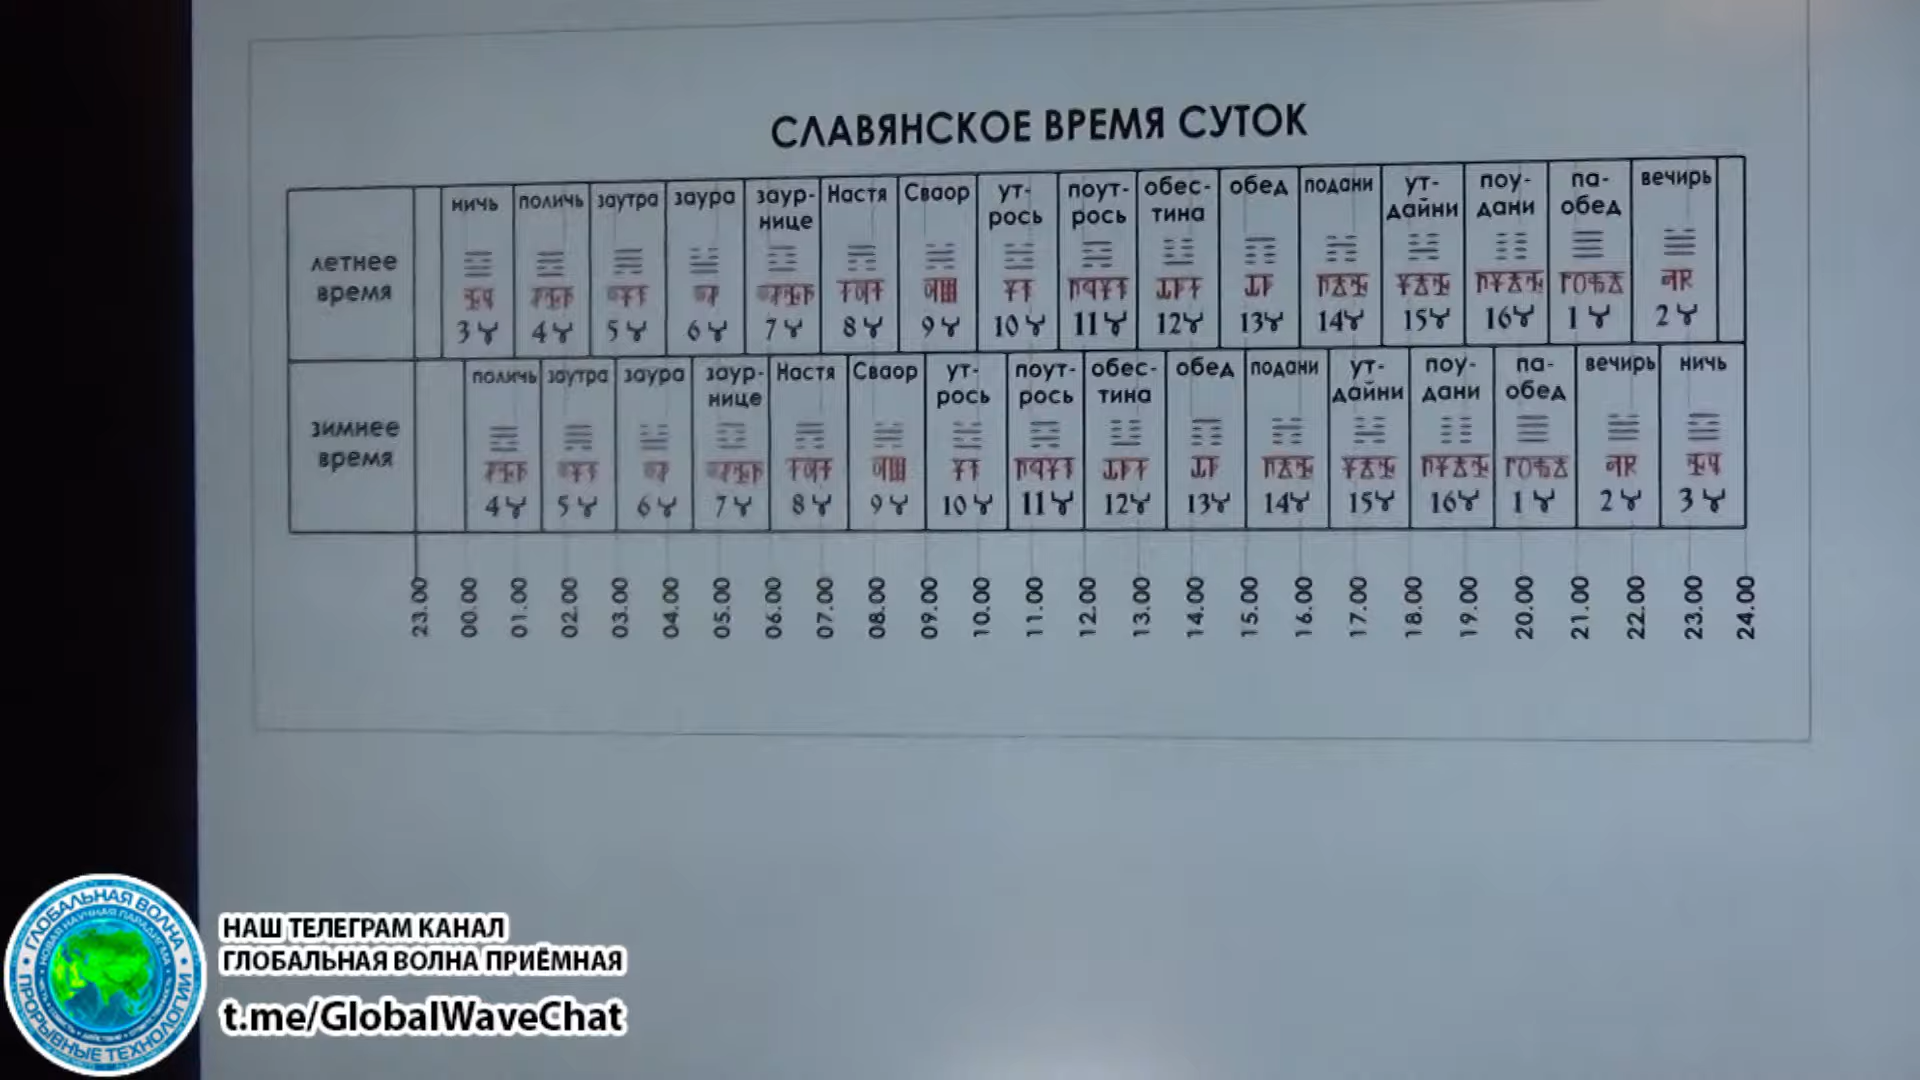 СЛАВЯНСКОЕ ВРЕМЯ СУТОК
летнее
время
ничь
3
поличь
4
заутра
5
заура
6
заур-
нице
7
Настя
8
Сваор
9
ут-
рось
10
поут-
рось
11
обес-
тина
12
обед
13
подани
14
ут-
дайни
15
поу-
дани
16
па-
обед
1
вечирь
2
зимнее
время
поличь
4
заутра
5
заура
6
заур-
нице
7
Настя
8
Сваор
9
ут-
рось
10
поут-
рось
11
обес-
тина
12
обед
13
подани
14
ут-
дайни
15
поу-
дани
16
па-
обед
1
вечирь
2
ничь
3
23.00
00.00
01.00
02.00
03.00
04.00
05.00
06.00
07.00
08.00
09.00
10.00
11.00
12.00
13.00
14.00
15.00
16.00
17.00
18.00
19.00
20.00
21.00
22.00
23.00
24.00
ГЛОБАЛЬНАЯ ВОЛНА
НОВАЯ НАУЧНАЯ ПАРАДИГМА
ПРОРЫВНЫЕ ТЕХНОЛОГИИ
НАШ ТЕЛЕГРАМ КАНАЛ
ГЛОБАЛЬНАЯ ВОЛНА ПРИЁМНАЯ
t.me/GlobalWaveChat